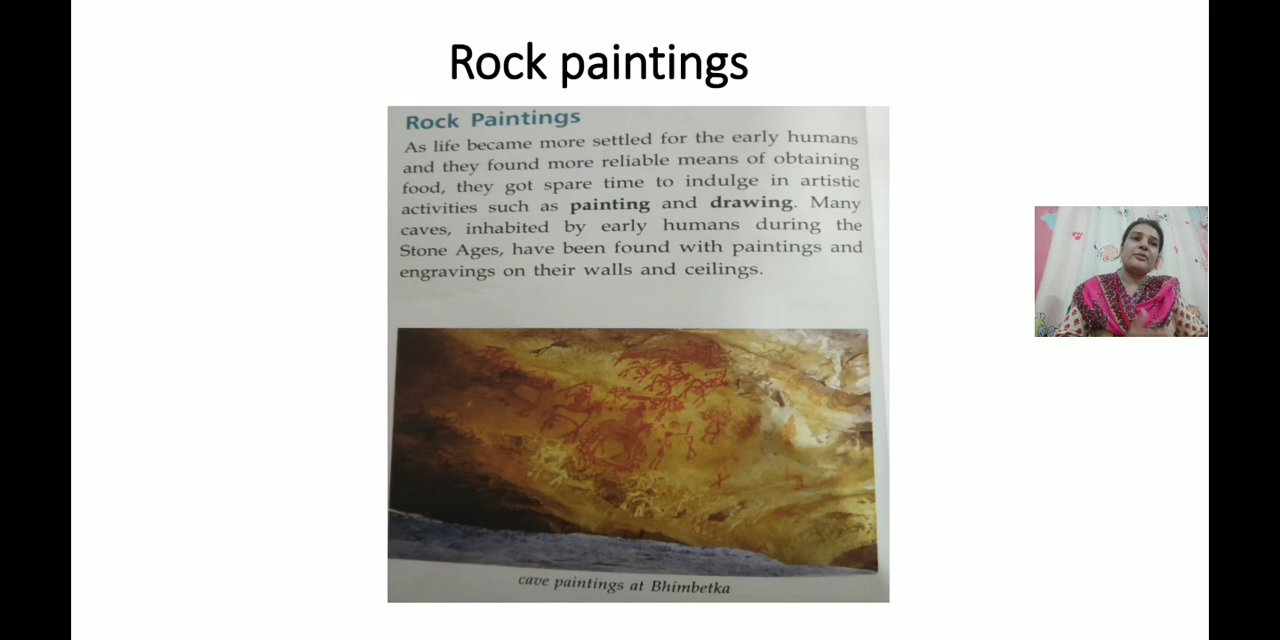 Rock paintings
Rock Paintings
As life became more settled for the early humans
and they found more reliable means of obtaining
food, they got spare time to indulge in artistic
activities such as painting and drawing. Many
caves, inhabited by early humans during the
Stone Ages, have been found with paintings and
engravings on their walls and ceilings.
cave paintings at Bhimbetka